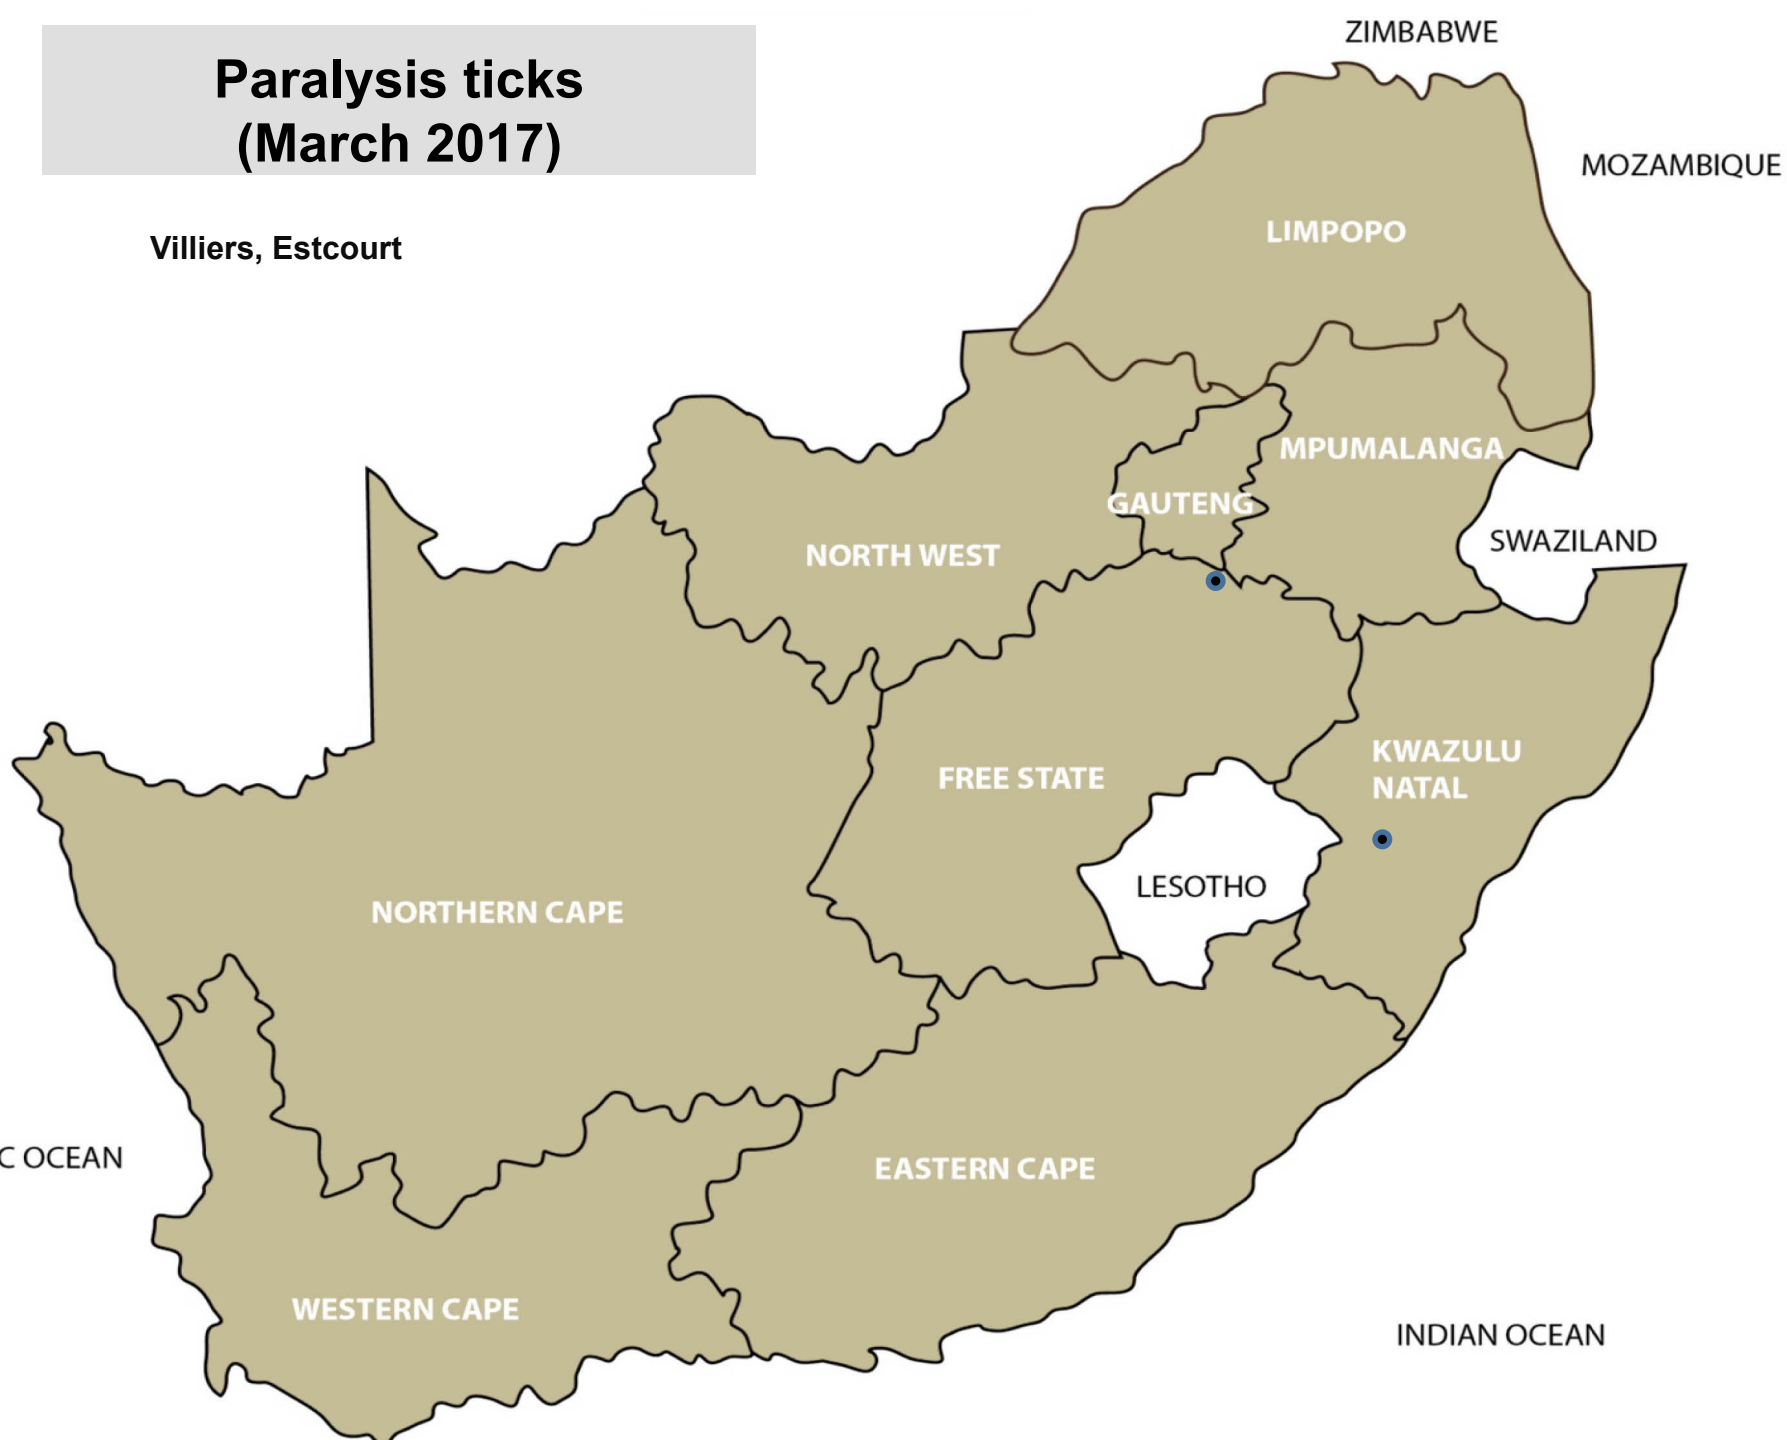 Paralysis ticks
(March 2017)
Villiers, Estcourt
ZIMBABWE
MOZAMBIQUE
LIMPOPO
MPUMALANGA
GAUTENG
SWAZILAND
NORTH WEST
KWAZULU
NATAL
FREE STATE
LESOTHO
NORTHERN CAPE
C OCEAN
EASTERN CAPE
WESTERN CAPE
INDIAN OCEAN